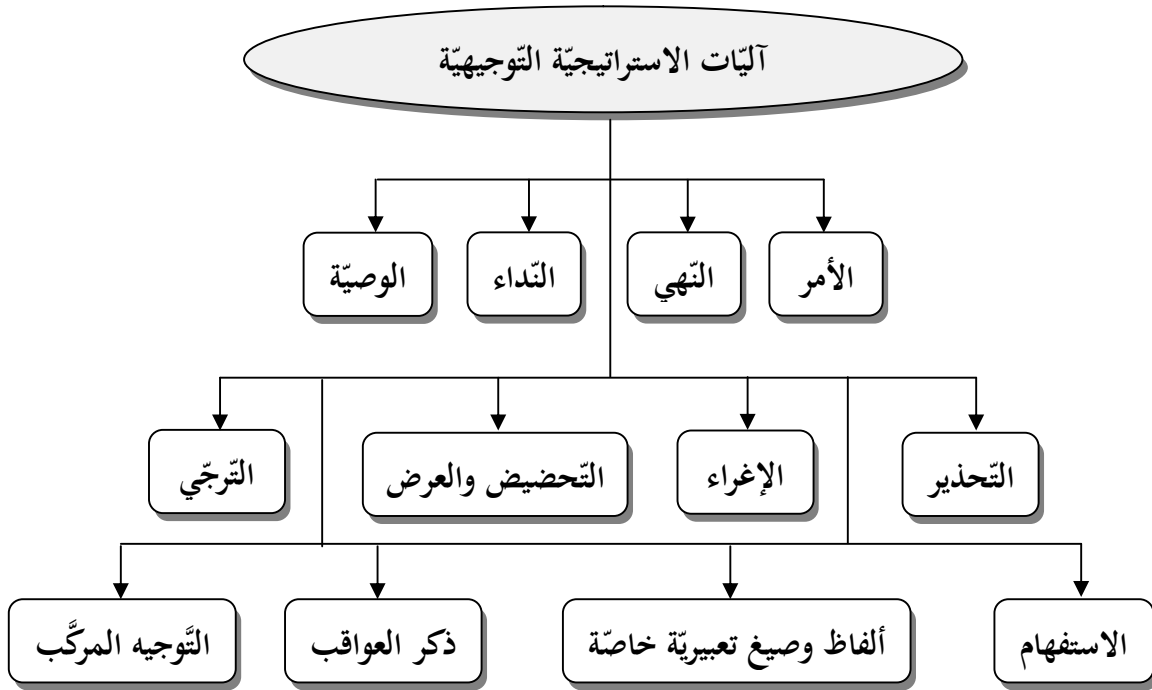 آليّات الاستراتيجيّة التّوجيهيّة
الأمر
النّهي
النّداء
الوصيّة
التّحذير
الإغراء
التّحضيض والعرض
التّرجّي
الاستفهام
ألفاظ وصيغ تعبيريّة خاصّة
ذكر العواقب
التَّوجيه المركَّب